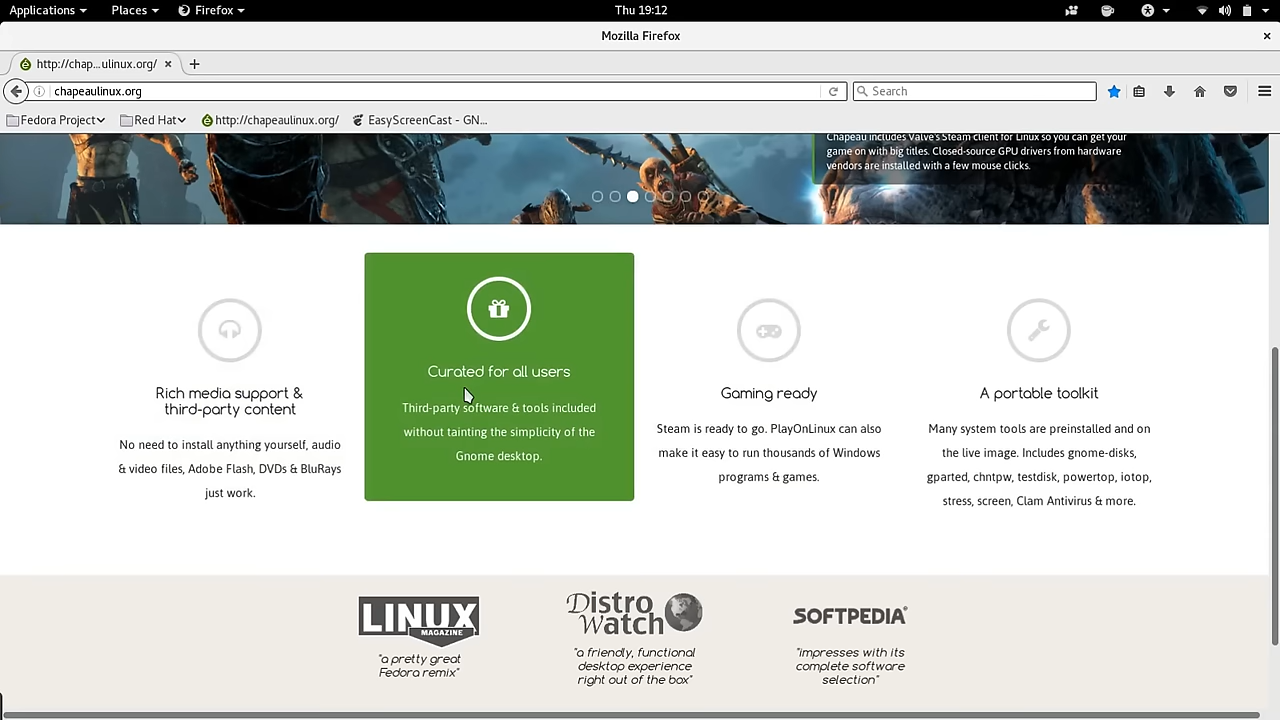 Applications Places Firefox Thu 19:12
Mozilla Firefox
http://chap...ulinux.org/
chapeaulinux.org
Search
Fedora Project Red Hat http://chapeaulinux.org/ EasyScreenCast - GN...
Chapeau includes Valve's Steam client for Linux so you can get your
game on with big titles. Closed-source GPU drivers from hardware
vendors are installed with a few mouse clicks.
Rich media support &
third-party content
No need to install anything yourself, audio
& video files, Adobe Flash, DVDs & BluRays
just work.
Curated for all users
Third-party software & tools included
without tainting the simplicity of the
Gnome desktop.
Gaming ready
Steam is ready to go. PlayOnLinux can also
make it easy to run thousands of Windows
programs & games.
A portable toolkit
Many system tools are preinstalled and on
the live image. Includes gnome-disks,
gparted, chntpw, testdisk, powertop, iotop,
stress, screen, Clam Antivirus & more.
LINUX
MAGAZINE
"a pretty great
Fedora remix"
Distro
Watch
"a friendly, functional
desktop experience
right out of the box"
SOFTPEDIA®
"impresses with its
complete software
selection"